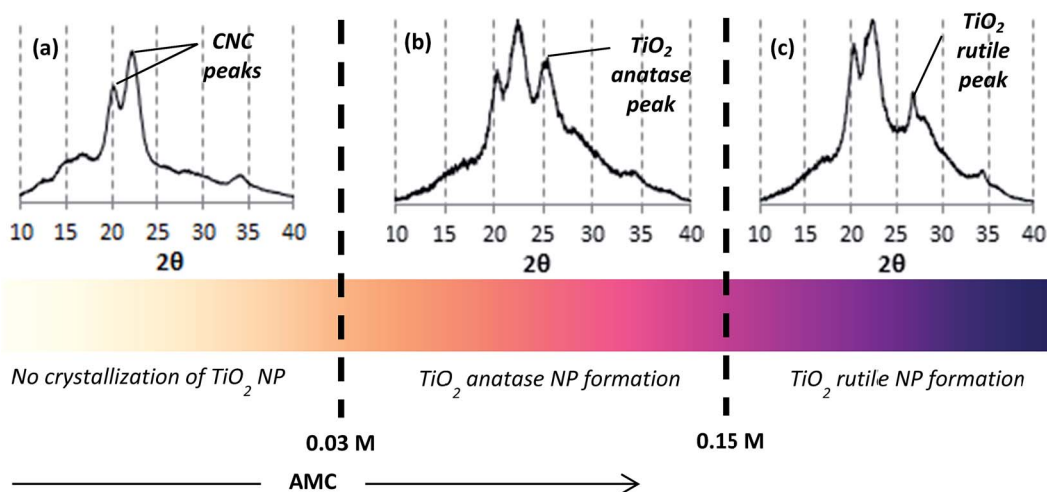 (a)
CNC
peaks
10 15 20 25 30 35 40
2θ
(b)
TiO2
anatase
peak
10 15 20 25 30 35 40
2θ
(c)
TiO2
rutile
peak
10 15 20 25 30 35 40
2θ
No crystallization of TiO2 NP
TiO2 anatase NP formation
TiO2 rutile NP formation
0.03 M
0.15 M
AMC